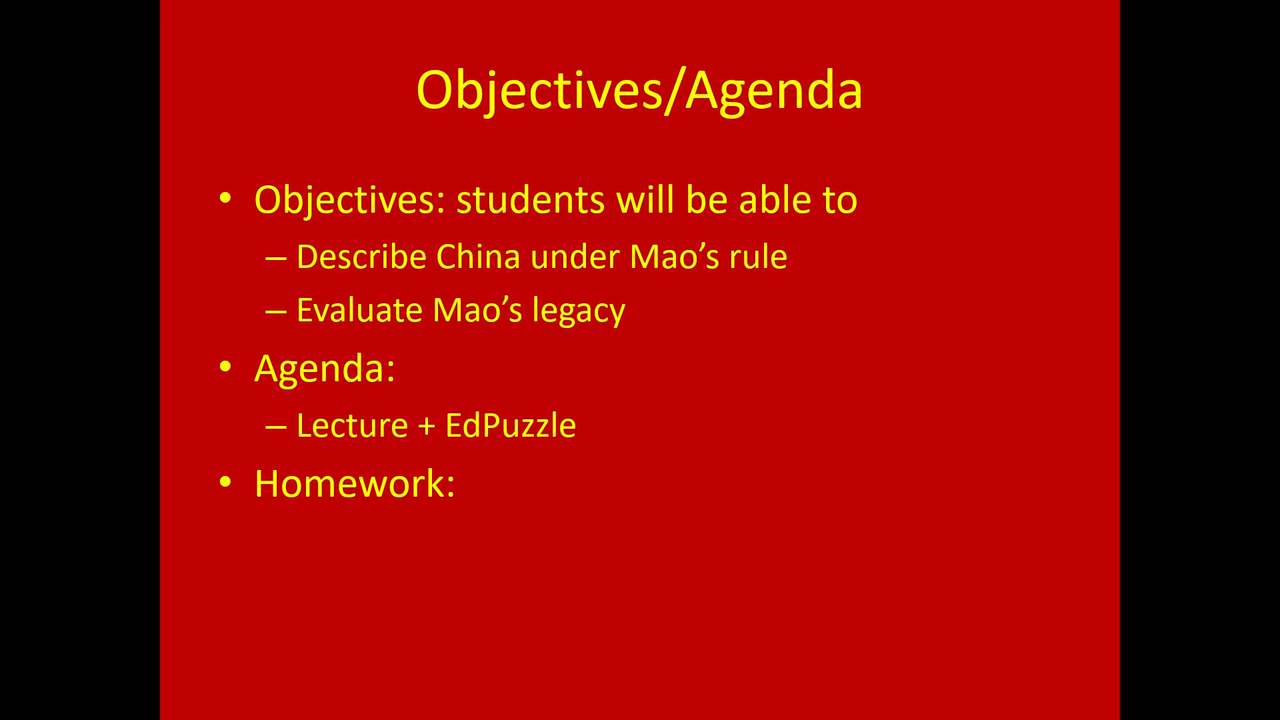 Objectives/Agenda
• Objectives: students will be able to
– Describe China under Mao’s rule
– Evaluate Mao’s legacy
• Agenda:
– Lecture + EdPuzzle
• Homework: